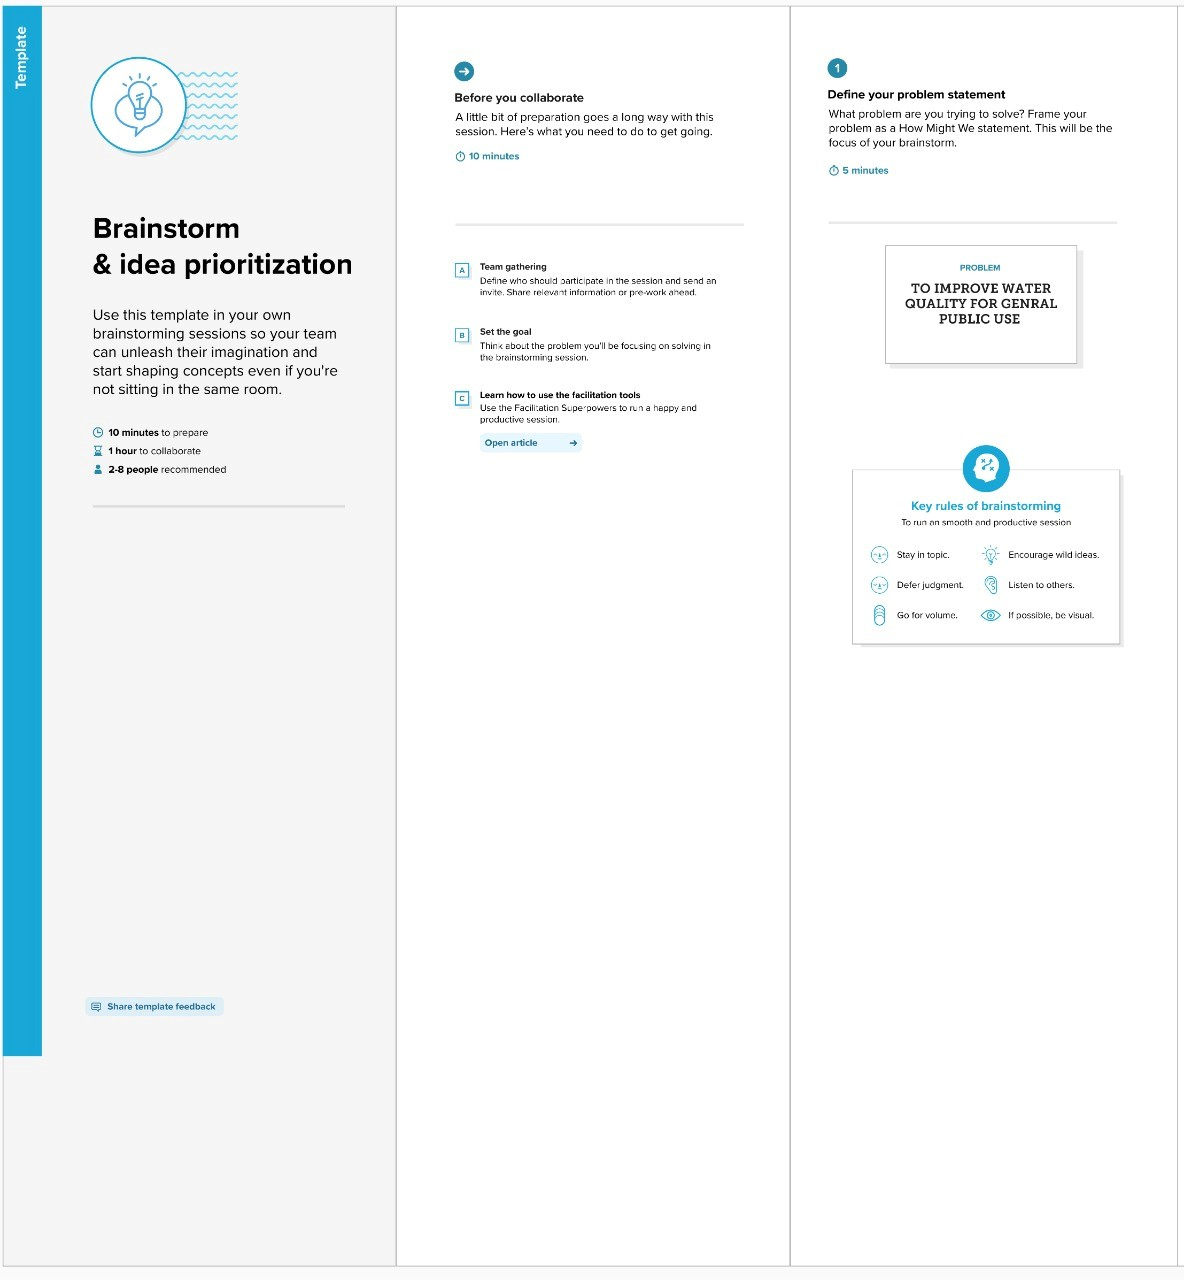 Template
Brainstorm
& idea prioritization
Use this template in your own
brainstorming sessions so your team
can unleash their imagination and
start shaping concepts even if you're
not sitting in the same room.
10 minutes to prepare
1 hour to collaborate
2-8 people recommended
Share template feedback
Before you collaborate
A little bit of preparation goes a long way with this
session. Here's what you need to do to get going.
10 minutes
A
Team gathering
Define who should participate in the session and send an
invite. Share relevant information or pre-work ahead.
B
Set the goal
Think about the problem you'll be focusing on solving in
the brainstorming session.
C
Learn how to use the facilitation tools
Use the Facilitation Superpowers to run a happy and
productive session.
Open article
1
Define your problem statement
What problem are you trying to solve? Frame your
problem as a How Might We statement. This will be the
focus of your brainstorm.
5 minutes
PROBLEM
TO IMPROVE WATER
QUALITY FOR GENRAL
PUBLIC USE
Key rules of brainstorming
To run an smooth and productive session
Stay in topic.
Encourage wild ideas.
Defer judgment.
Listen to others.
Go for volume.
If possible, be visual.